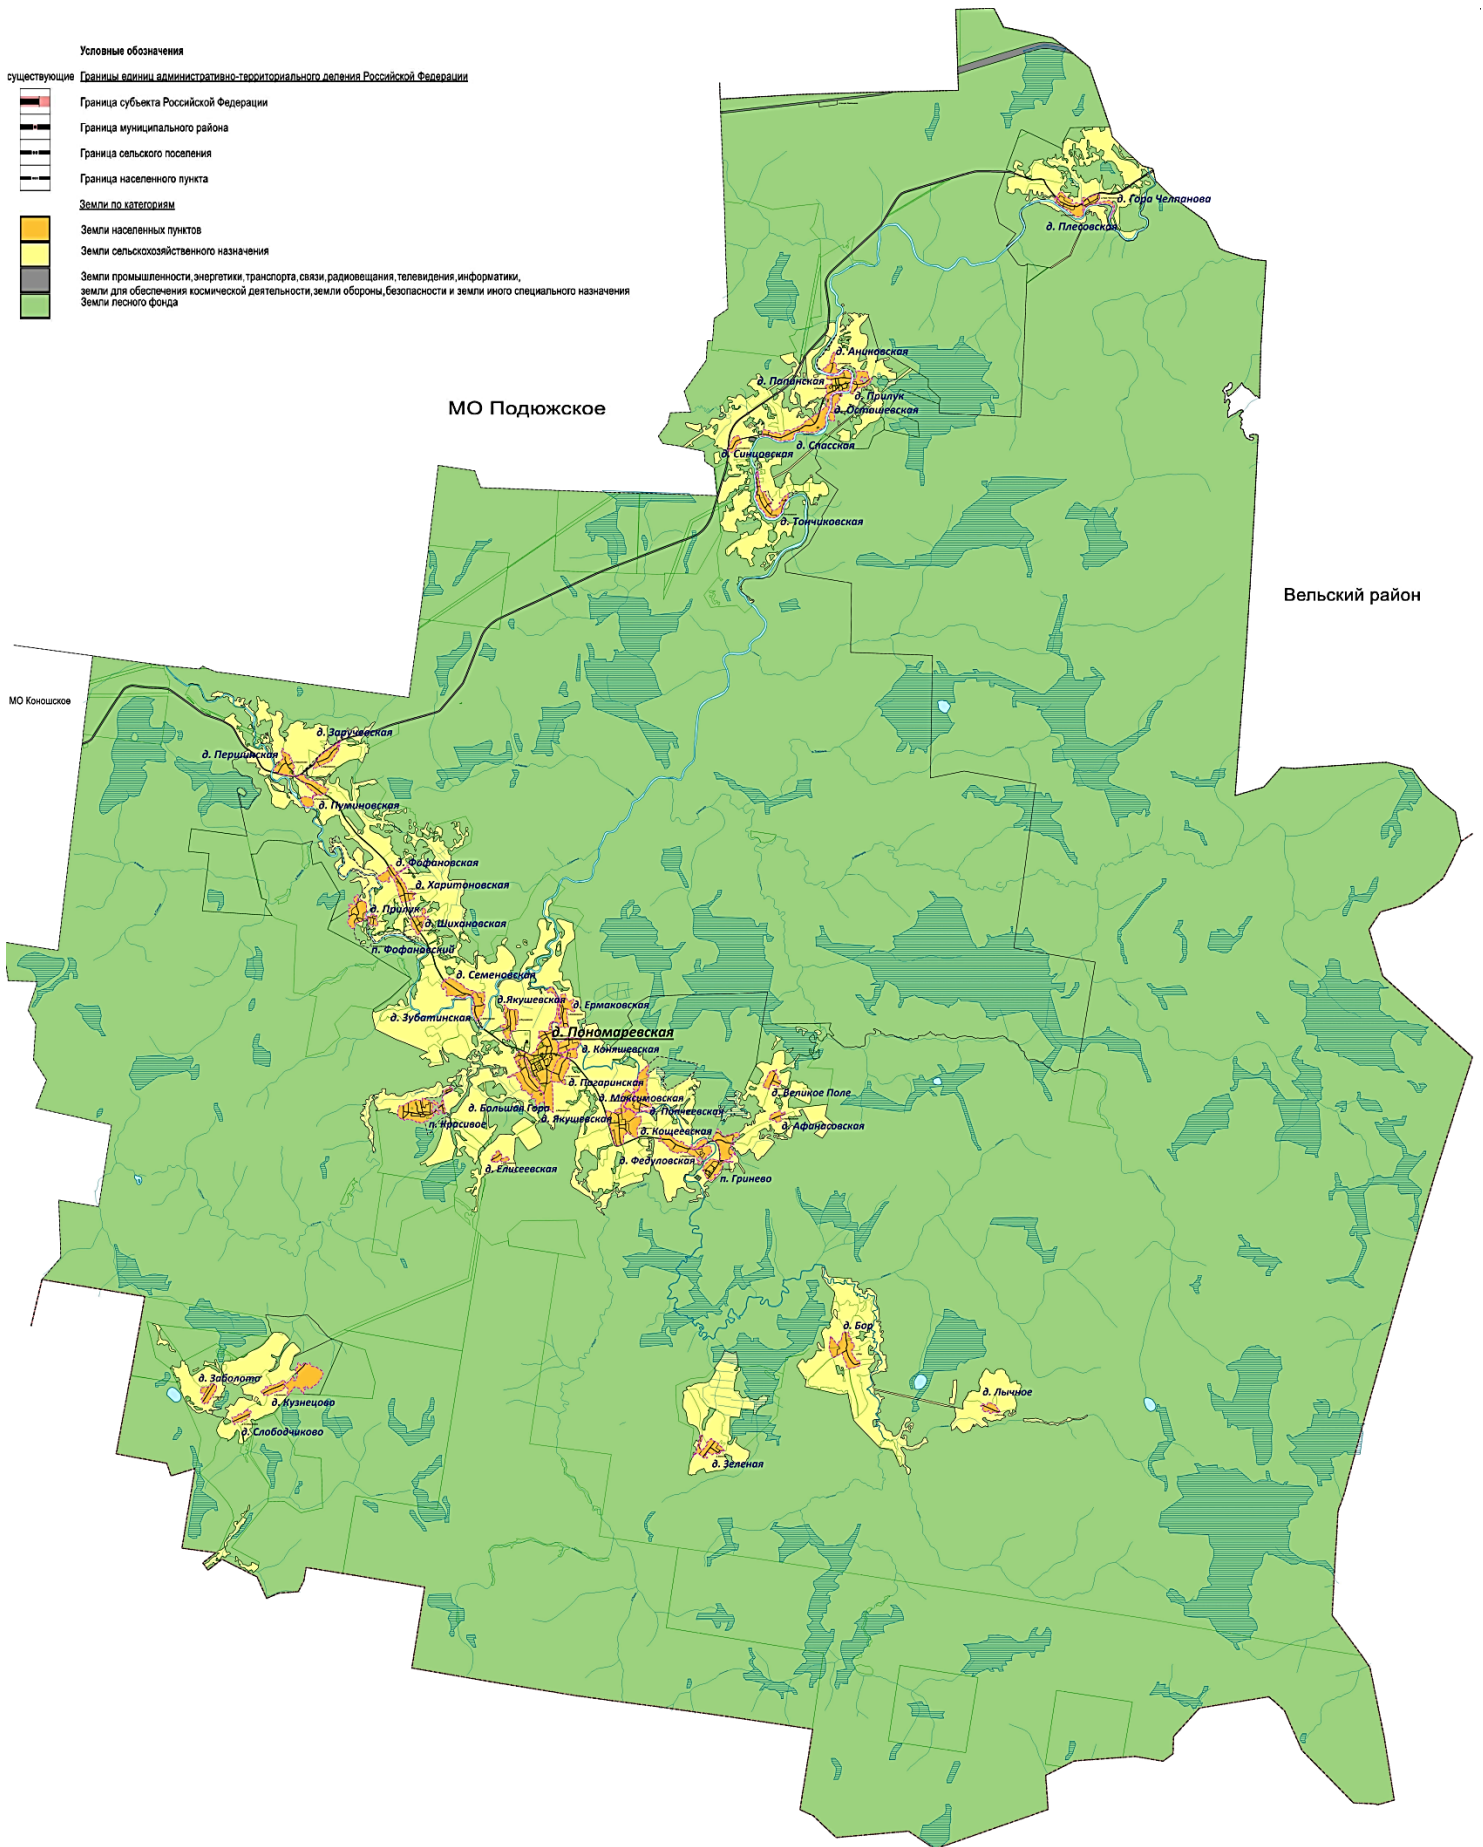 Условные обозначения
существующие Границы единиц административно-территориального деления Российской Федерации
Граница субъекта Российской Федерации
Граница муниципального района
Граница сельского поселения
Граница населенного пункта
Земли по категориям
Земли населенных пунктов
Земли сельскохозяйственного назначения
Земли промышленности, энергетики, транспорта, связи, радиовещания, телевидения, информатики,
земли для обеспечения космической деятельности, земли обороны, безопасности и земли иного специального назначения
Земли лесного фонда
д. Гора Челпанова
д. Плесовская
д. Аниковская
д. Папинская
д. Прилук
д. Осташевская
МО Подюжское
д. Спасская
д. Синцовская
д. Тончиковская
Вельский район
МО Коношское
д. Заручевская
д. Першинская
д. Пуминовская
д. Фофановская
д. Харитоновская
д. Прилук
д. Шихановская
п. Фофановский
д. Семеновская
д. Якушевская
д. Ермаковская
д. Зубатинская
д. Пономаревская
д. Коняшевская
д. Пагаринская
д. Великое Поле
д. Максимовская
д. Большая Гора
д. Попчеевская
д. Якушевская
п. Красивое
д. Афанасовская
д. Кощеевская
д. Федуловская
д. Елисеевская
п. Гринево
д. Бор
д. Заболота
д. Лычное
д. Кузнецово
д. Слободчиково
д. Зеленая